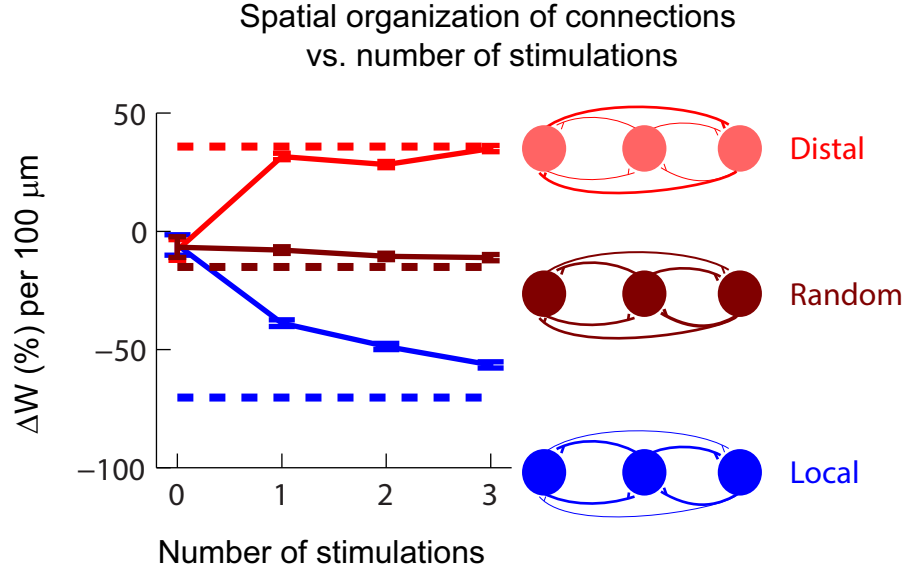 Spatial organization of connections
vs. number of stimulations
ΔW (%) per 100 μm
50
0
−50
−100
0 1 2 3
Number of stimulations
Distal
Random
Local